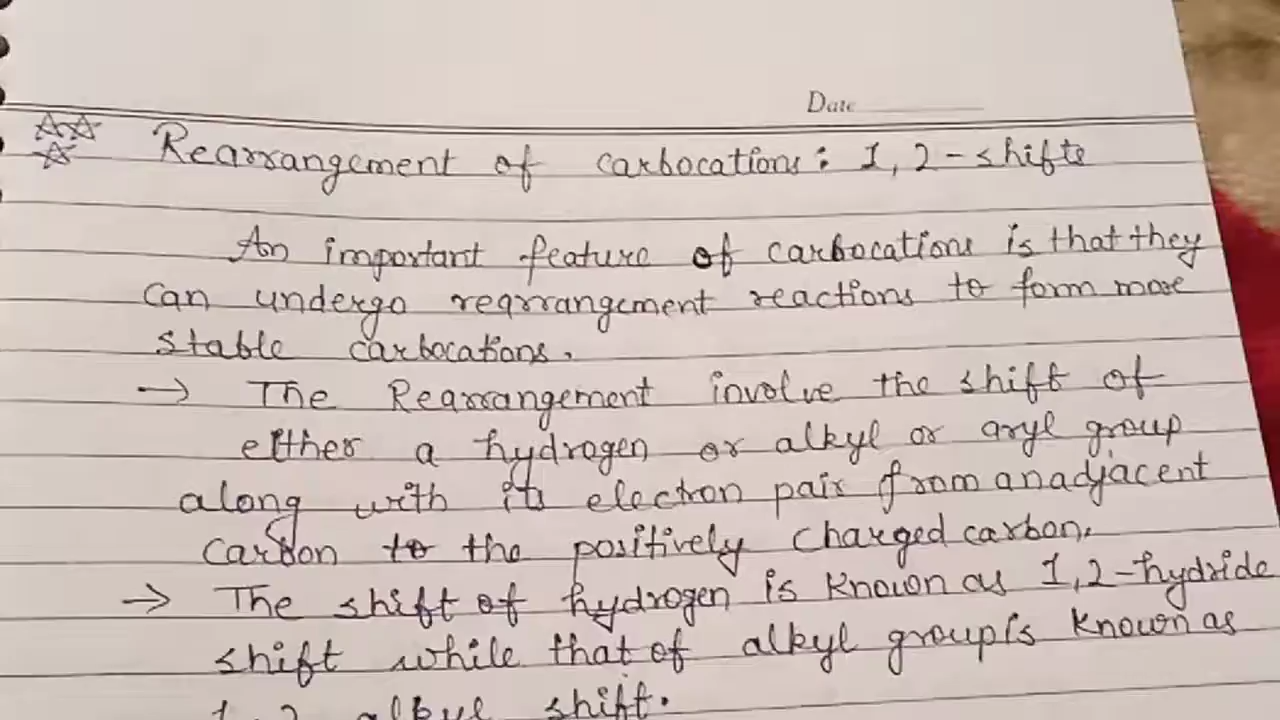 Date
Rearrangement of carbocations: 1,2-shifts
An important feature of carbocations is that they
can undergo rearrangement reactions to form more
stable carbocations.
→ The Rearrangement involve the shift of
either a hydrogen or alkyl or aryl group
along with its electron pair from an adjacent
carbon to the positively charged carbon.
→ The shift of hydrogen is known as 1,2-hydride
shift while that of alkyl group is known as
1,2 alkyl shift.